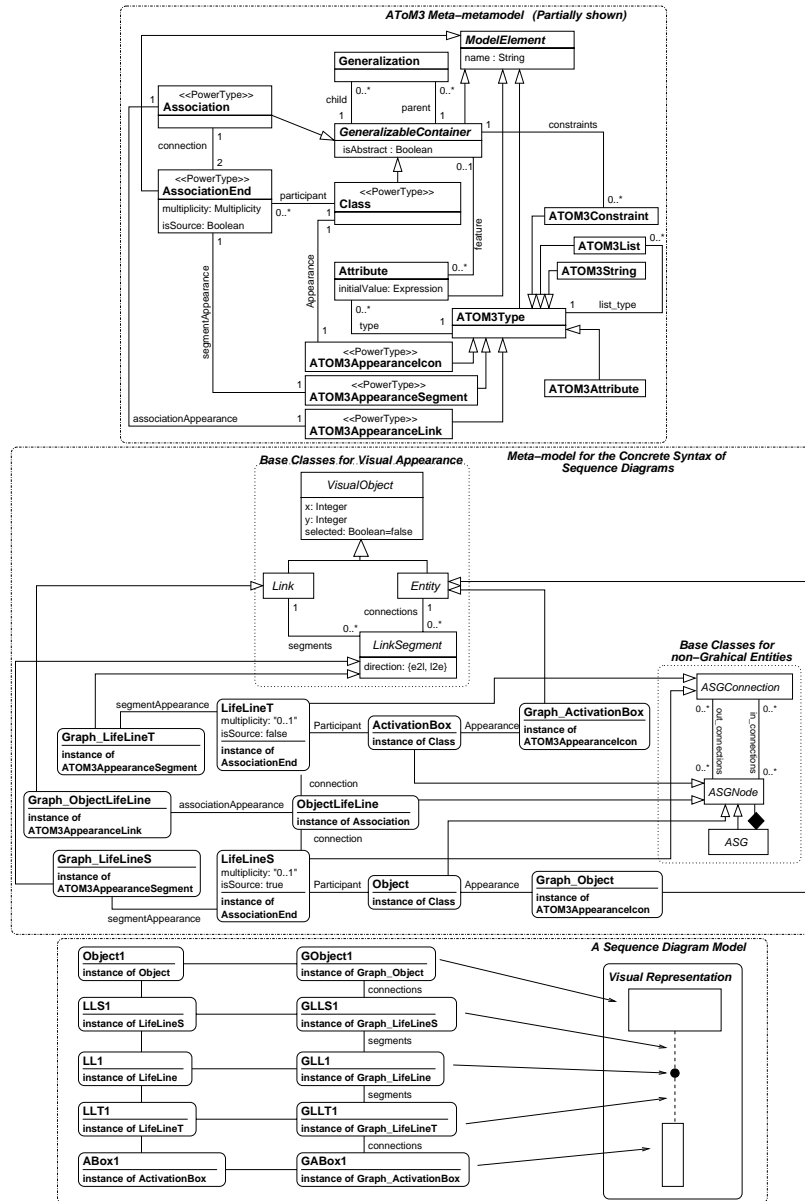 AToM3 Meta−metamodel (Partially shown)
ModelElement
name : String
Generalization
0..*
0..*
child
parent
1
1
<<PowerType>>
Association
1
1
connection
2
GeneralizableContainer
isAbstract : Boolean
1
constraints
0..1
<<PowerType>>
AssociationEnd
multiplicity: Multiplicity
isSource: Boolean
participant
0..*
1
<<PowerType>>
Class
1
1
0..*
ATOM3Constraint
ATOM3List
0..*
ATOM3String
feature
Attribute
0..*
initialValue: Expression
0..*
type
1
Appearance
segmentAppearance
ATOM3Type
1
list_type
1
<<PowerType>>
ATOM3AppearanceIcon
ATOM3Attribute
1
<<PowerType>>
ATOM3AppearanceSegment
associationAppearance
1
<<PowerType>>
ATOM3AppearanceLink
Base Classes for Visual Appearance
Meta−model for the Concrete Syntax of
Sequence Diagrams
VisualObject
x: Integer
y: Integer
selected: Boolean=false
Link
Entity
1
connections
1
0..*
0..*
segments
LinkSegment
direction: {e2l, l2e}
Base Classes for
non−Grahical Entities
ASGConnection
0..*
0..*
out_connections
in_connections
0..*
0..*
ASGNode
ASG
segmentAppearance
LifeLineT
multiplicity: "0..1"
isSource: false
instance of
AssociationEnd
Participant
ActivationBox
instance of Class
Appearance
Graph_ActivationBox
instance of
ATOM3AppearanceIcon
Graph_LifeLineT
instance of
ATOM3AppearanceSegment
connection
Graph_ObjectLifeLine
instance of
ATOM3AppearanceLink
associationAppearance
ObjectLifeLine
instance of Association
connection
Graph_LifeLineS
instance of
ATOM3AppearanceSegment
segmentAppearance
LifeLineS
multiplicity: "0..1"
isSource: true
instance of
AssociationEnd
Participant
Object
instance of Class
Appearance
Graph_Object
instance of
ATOM3AppearanceIcon
A Sequence Diagram Model
Object1
instance of Object
GObject1
instance of Graph_Object
Visual Representation
connections
LLS1
instance of LifeLineS
GLLS1
instance of Graph_LifeLineS
segments
LL1
instance of LifeLine
GLL1
instance of Graph_LifeLine
segments
LLT1
instance of LifeLineT
GLLT1
instance of Graph_LifeLineT
connections
ABox1
instance of ActivationBox
GABox1
instance of Graph_ActivationBox